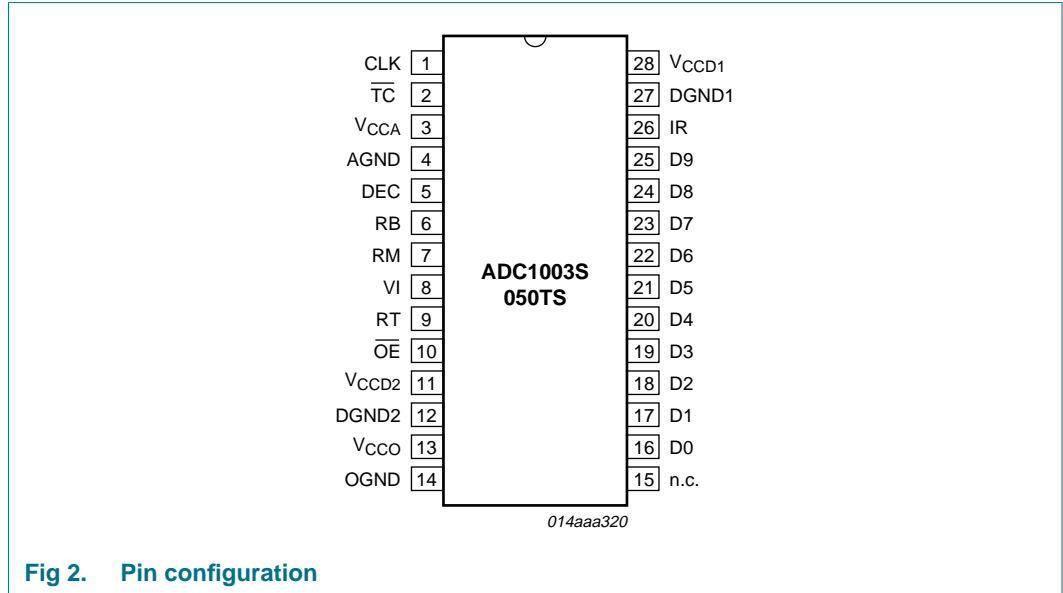 CLK 1 28 VCCD1
TC 2 27 DGND1
VCCA 3 26 IR
AGND 4 25 D9
DEC 5 24 D8
RB 6 23 D7
RM 7 22 D6
VI 8 21 D5
RT 9 20 D4
OE 10 19 D3
VCCD2 11 18 D2
DGND2 12 17 D1
VCCO 13 16 D0
OGND 14 15 n.c.
ADC1003S
050TS
014aaa320
Fig 2. Pin configuration